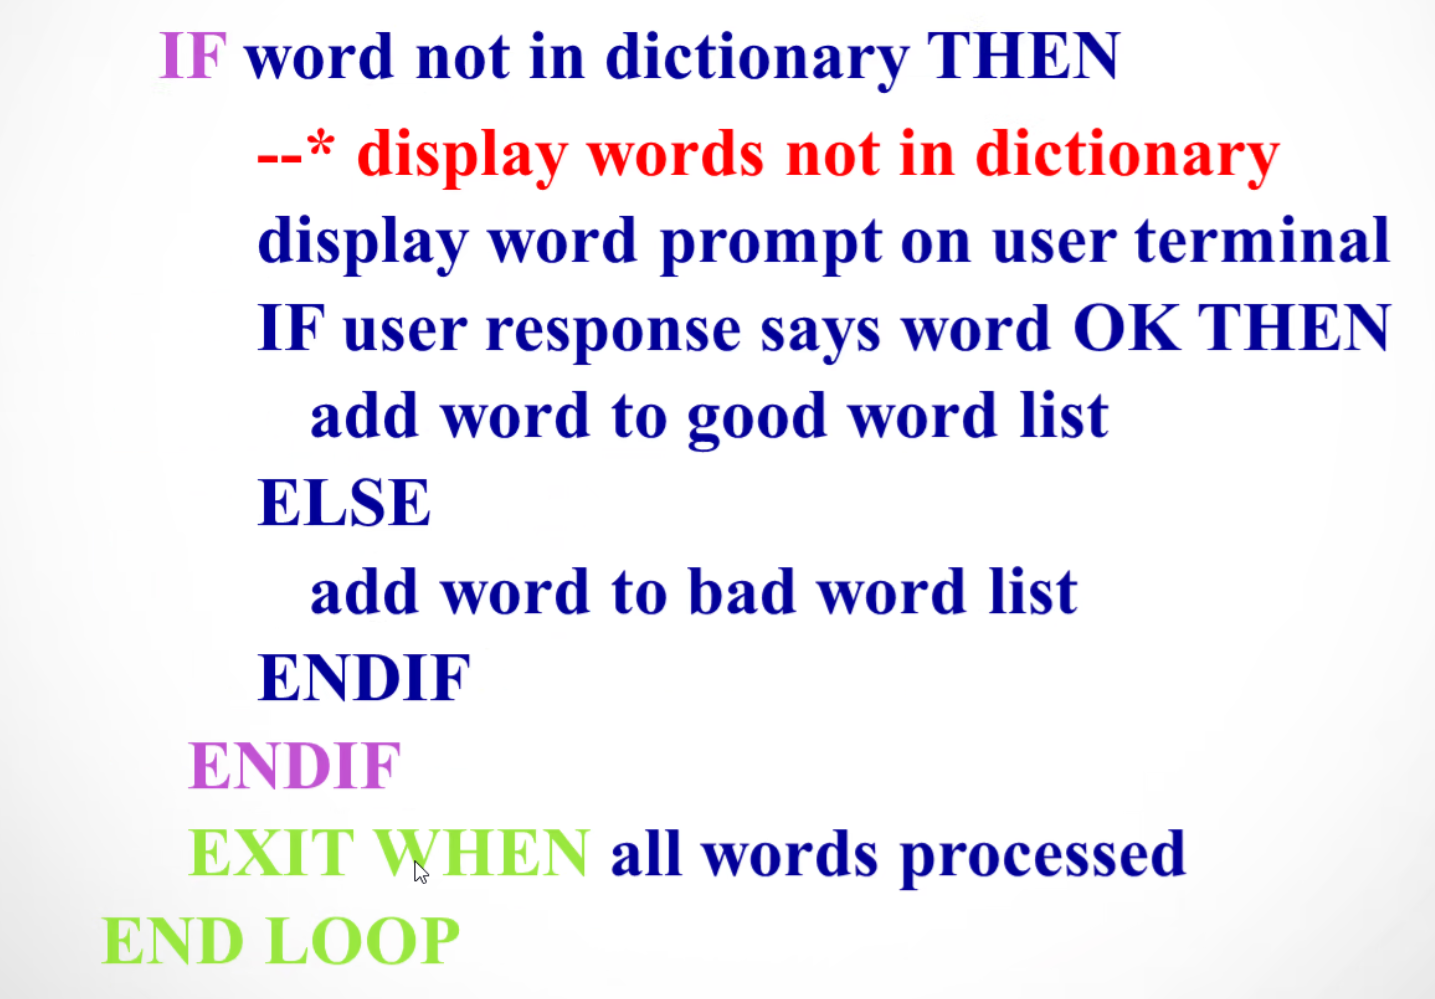 IF word not in dictionary THEN
--* display words not in dictionary
display word prompt on user terminal
IF user response says word OK THEN
add word to good word list
ELSE
add word to bad word list
ENDIF
ENDIF
EXIT WHEN all words processed
END LOOP